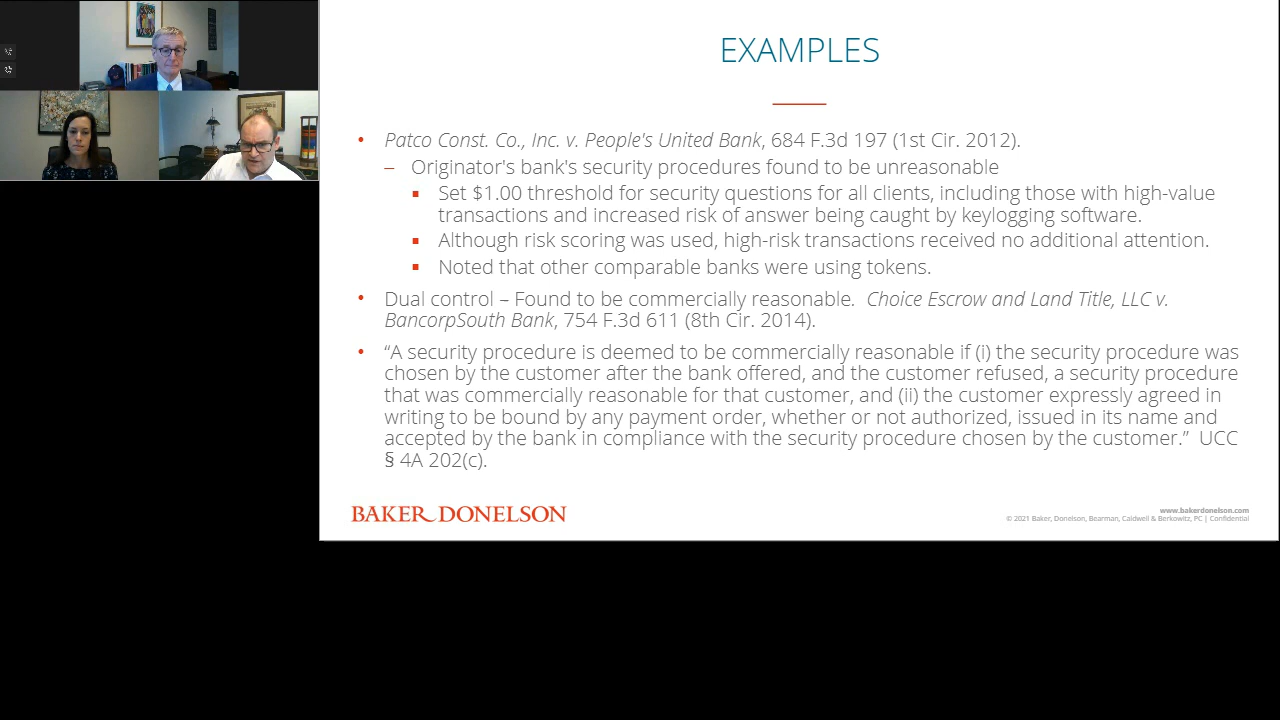 EXAMPLES
• Patco Const. Co., Inc. v. People's United Bank, 684 F.3d 197 (1st Cir. 2012).
– Originator's bank's security procedures found to be unreasonable
▪ Set $1.00 threshold for security questions for all clients, including those with high-value
transactions and increased risk of answer being caught by keylogging software.
▪ Although risk scoring was used, high-risk transactions received no additional attention.
▪ Noted that other comparable banks were using tokens.
• Dual control – Found to be commercially reasonable. Choice Escrow and Land Title, LLC v.
BancorpSouth Bank, 754 F.3d 611 (8th Cir. 2014).
• “A security procedure is deemed to be commercially reasonable if (i) the security procedure was
chosen by the customer after the bank offered, and the customer refused, a security procedure
that was commercially reasonable for that customer, and (ii) the customer expressly agreed in
writing to be bound by any payment order, whether or not authorized, issued in its name and
accepted by the bank in compliance with the security procedure chosen by the customer.” UCC
§ 4A 202(c).
BAKER DONELSON
www.bakerdonelson.com
© 2021 Baker, Donelson, Bearman, Caldwell & Berkowitz, PC | Confidential